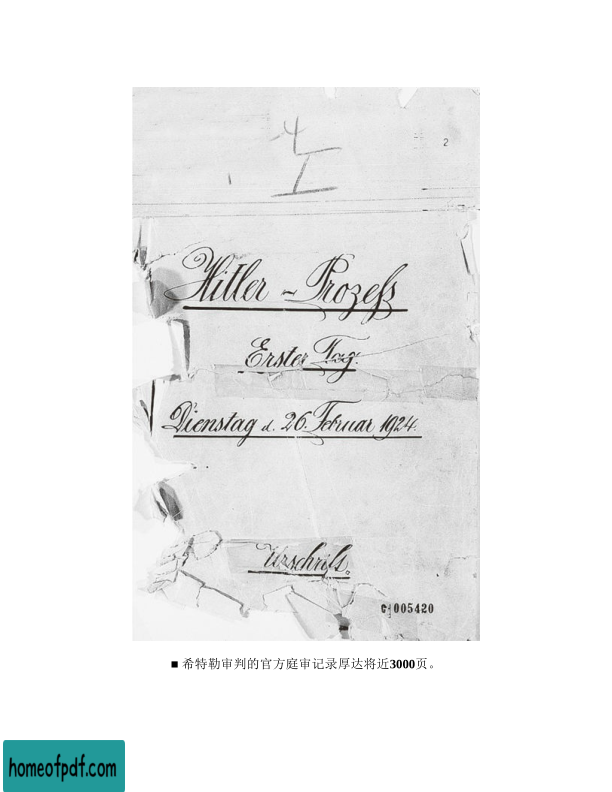 4
I
2
Hitler - Prozeß
Erster Tag.
Dienstag d. 26. Februar 1924.
Urschrift.
G 005420
■ 希特勒审判的官方庭审记录厚达将近3000页。
homeofpdf.com